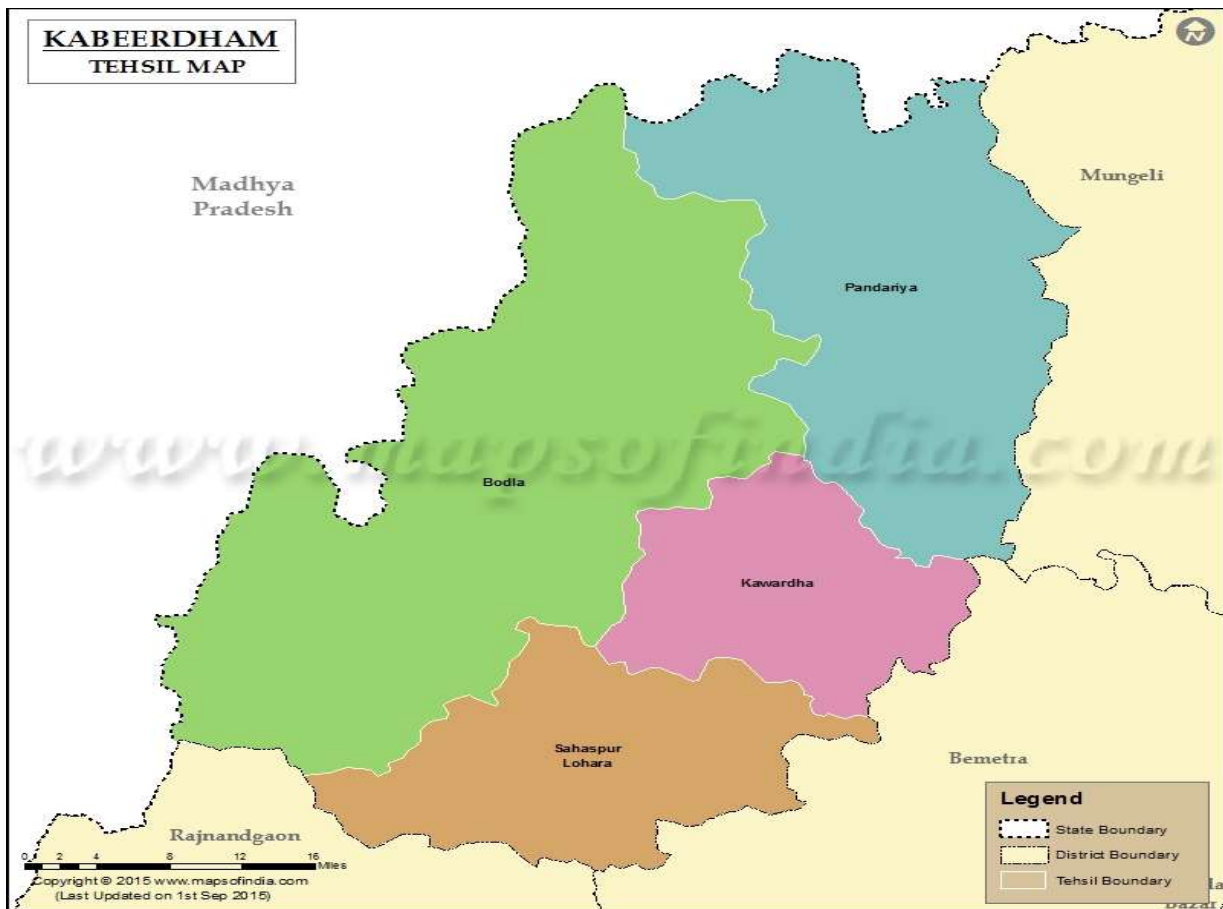 KABEERDHAM
TEHSIL MAP
N
Madhya
Pradesh
Mungeli
Pandariya
www.mapsofindia.com
Bodla
Kawardha
Sahaspur
Lohara
Bemetra
Rajnandgaon
0 2 4 8 12 16
Miles
Copyright © 2015 www.mapsofindia.com
(Last Updated on 1st Sep 2015)
Legend
State Boundary
District Boundary
Tehsil Boundary